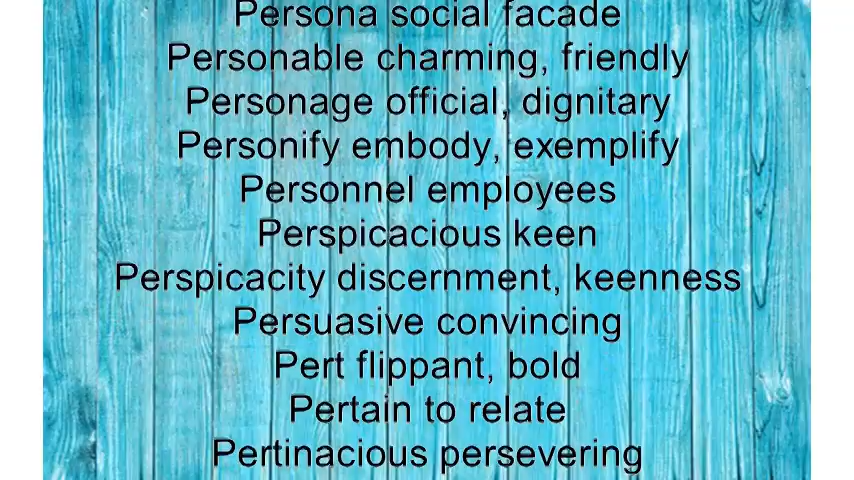 Persona social facade
Personable charming, friendly
Personage official, dignitary
Personify embody, exemplify
Personnel employees
Perspicacious keen
Perspicacity discernment, keenness
Persuasive convincing
Pert flippant, bold
Pertain to relate
Pertinacious persevering